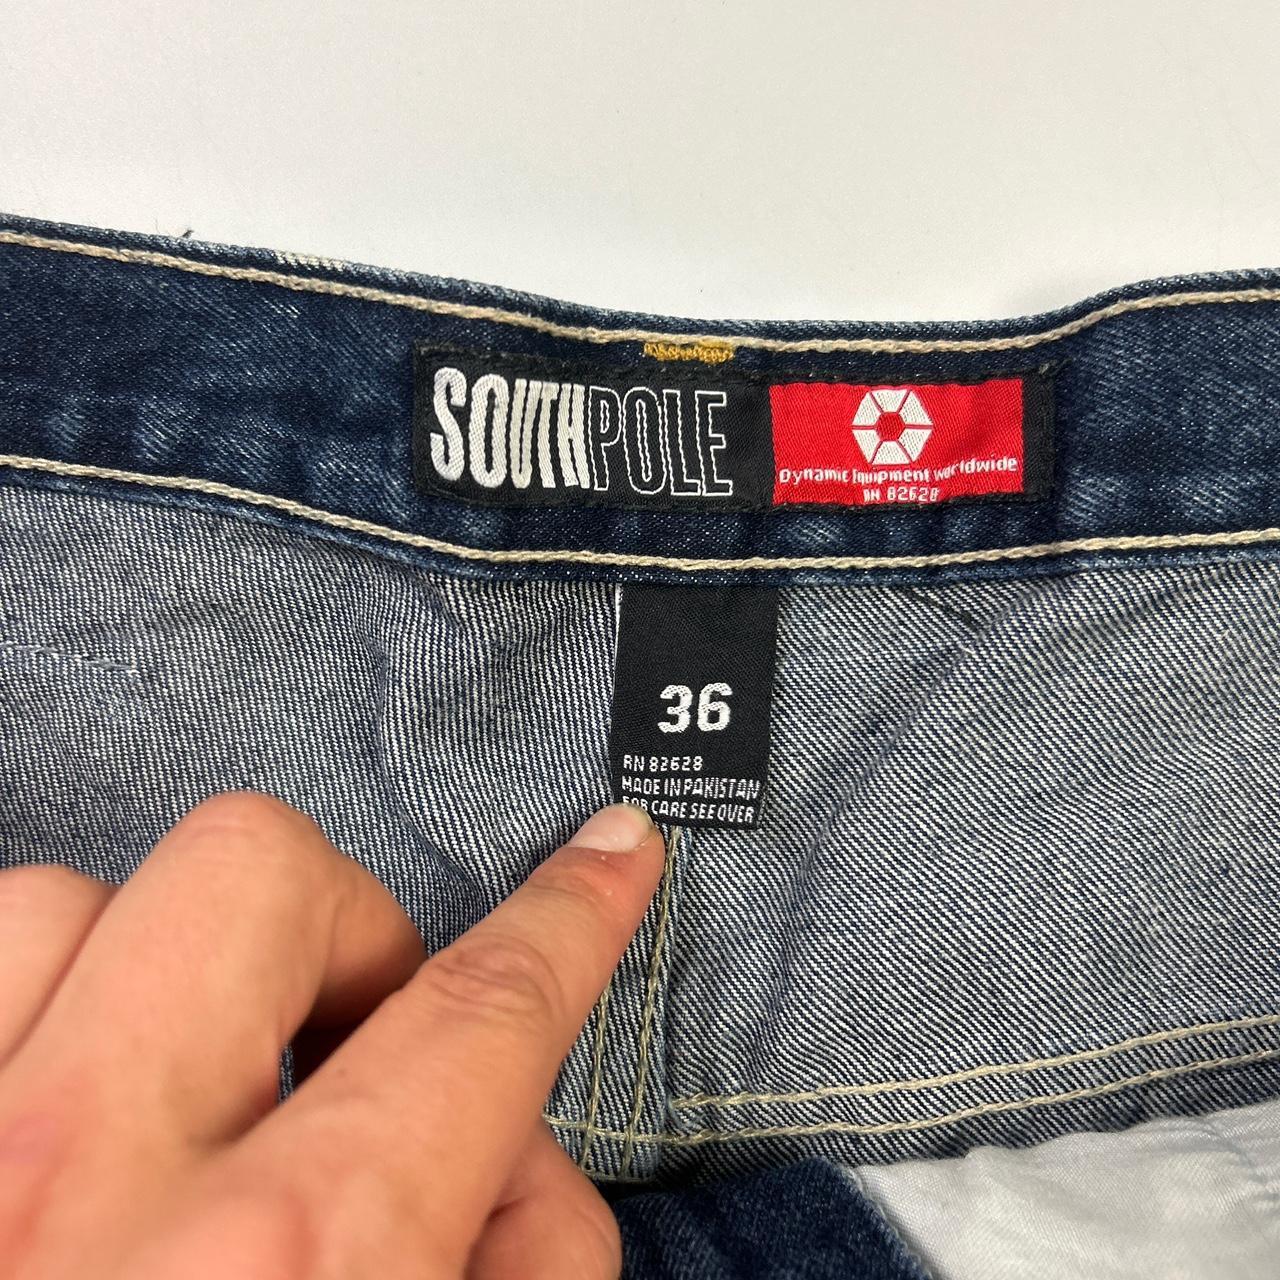 SOUTHPOLE
Dynamic Equipment worldwide
RN 82628
36
RN 82628
MADE IN PAKISTAN
FOR CARE SEE OVER